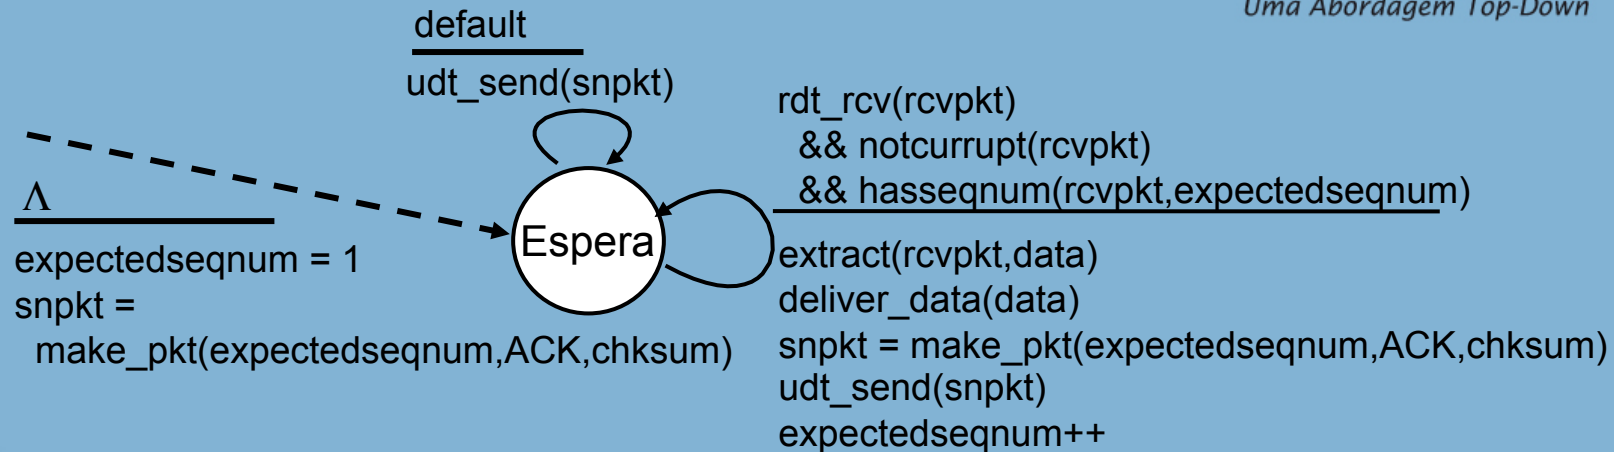 Uma Abordagem Top-Down
default
udt_send(snpkt)
rdt_rcv(rcvpkt)
&& notcurrupt(rcvpkt)
&& hasseqnum(rcvpkt,expectedseqnum)
Λ
expectedseqnum = 1
snpkt =
make_pkt(expectedseqnum,ACK,chksum)
Espera
extract(rcvpkt,data)
deliver_data(data)
snpkt = make_pkt(expectedseqnum,ACK,chksum)
udt_send(snpkt)
expectedseqnum++